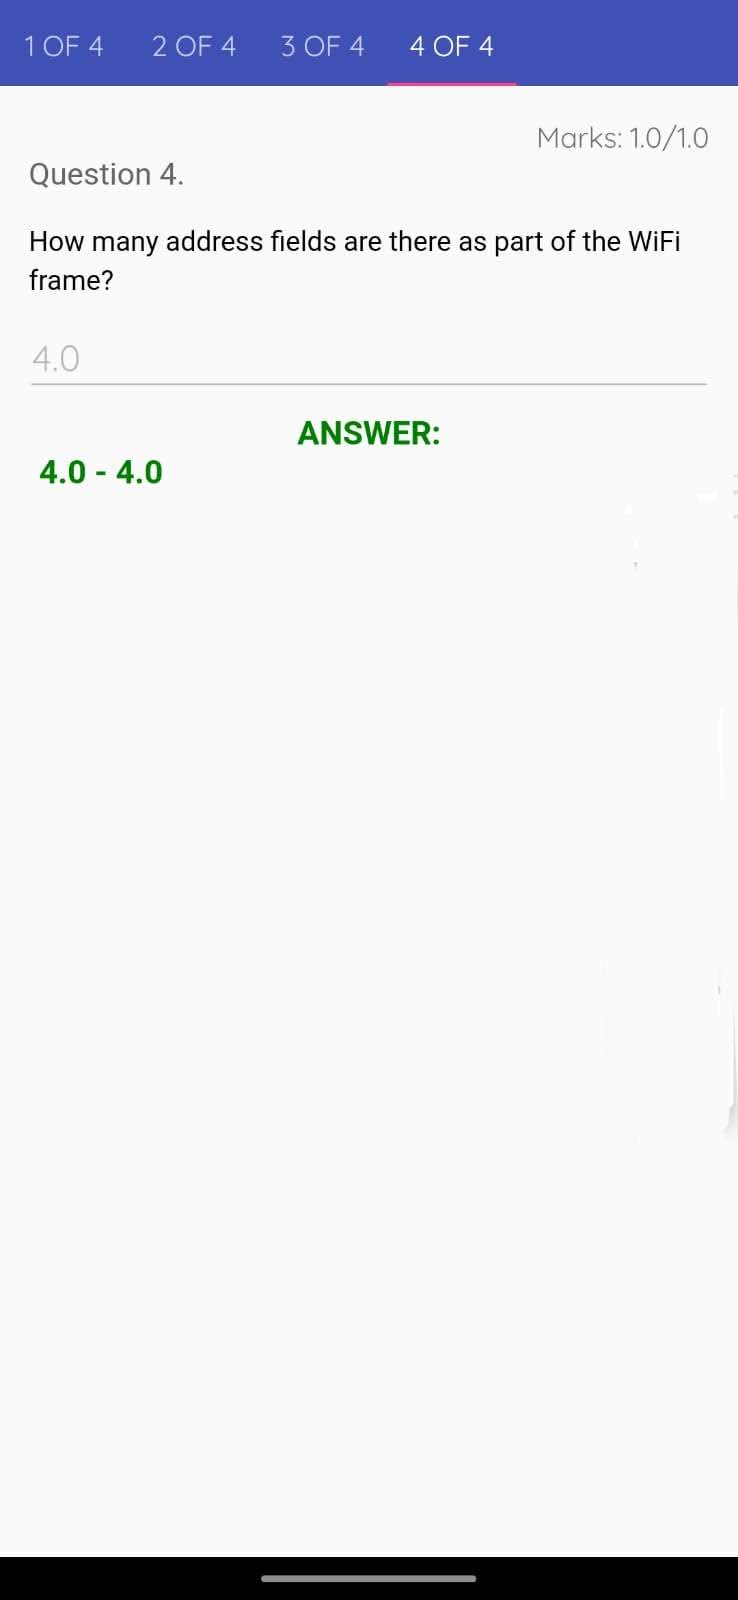 1 OF 4 2 OF 4 3 OF 4 4 OF 4
Marks: 1.0/1.0
Question 4.
How many address fields are there as part of the WiFi
frame?
4.0
ANSWER:
4.0 - 4.0